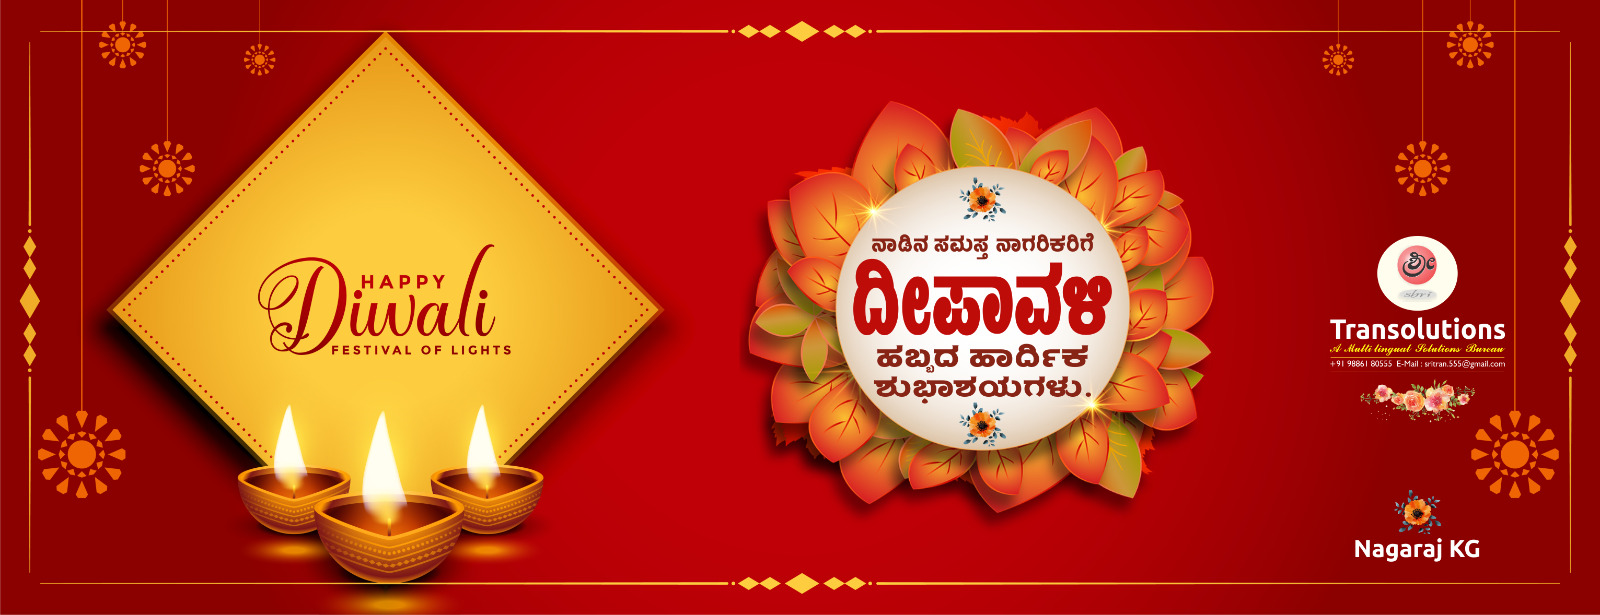 HAPPY
Diwali
FESTIVAL OF LIGHTS
ನಾಡಿನ ಸಮಸ್ತ ನಾಗರಿಕರಿಗೆ
ದೀಪಾವಳಿ
ಹಬ್ಬದ ಹಾರ್ದಿಕ
ಶುಭಾಶಯಗಳು.
ಶ್ರೀ
shri
Transolutions
A Multi lingual Solutions Bureau
+91 98861 80555 E-Mail : sritran.555@gmail.com
Nagaraj KG